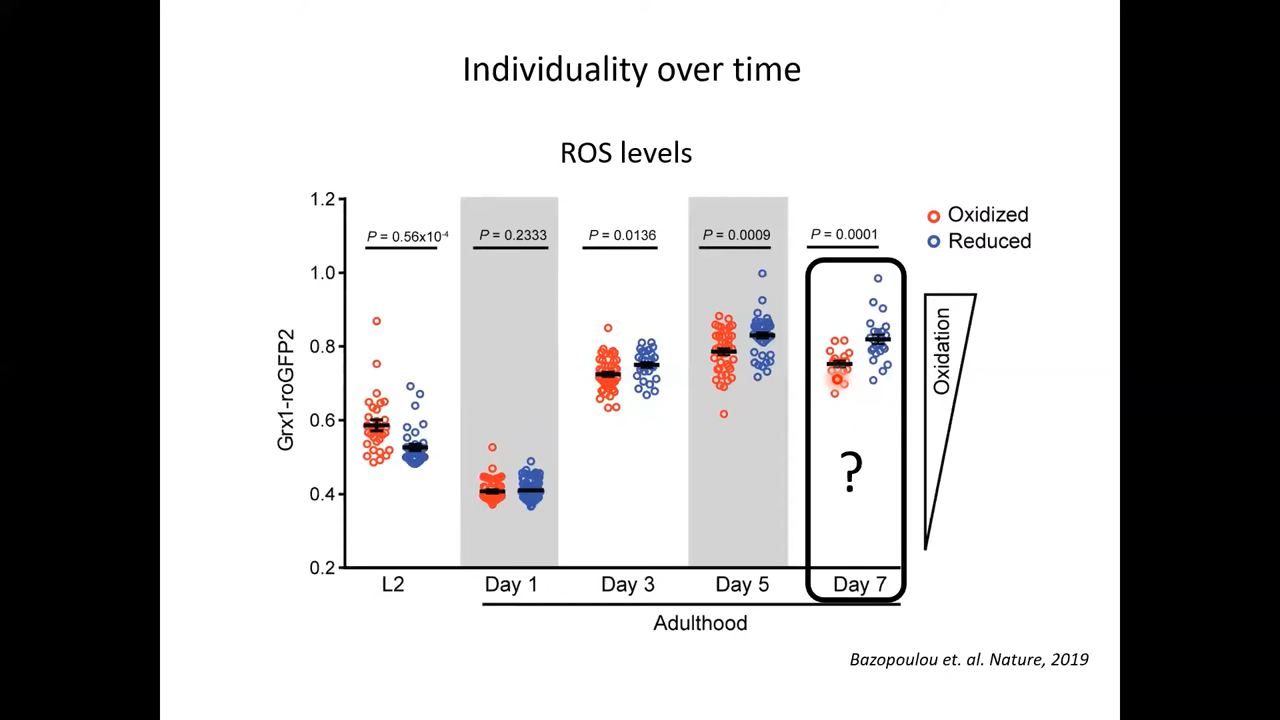 Individuality over time
ROS levels
1.2
1.0
0.8
0.6
0.4
0.2
Grx1-roGFP2
P = 0.56x10⁻⁴
P = 0.2333
P = 0.0136
P = 0.0009
P = 0.0001
Oxidized
Reduced
Oxidation
?
L2
Day 1
Day 3
Day 5
Day 7
Adulthood
Bazopoulou et. al. Nature, 2019